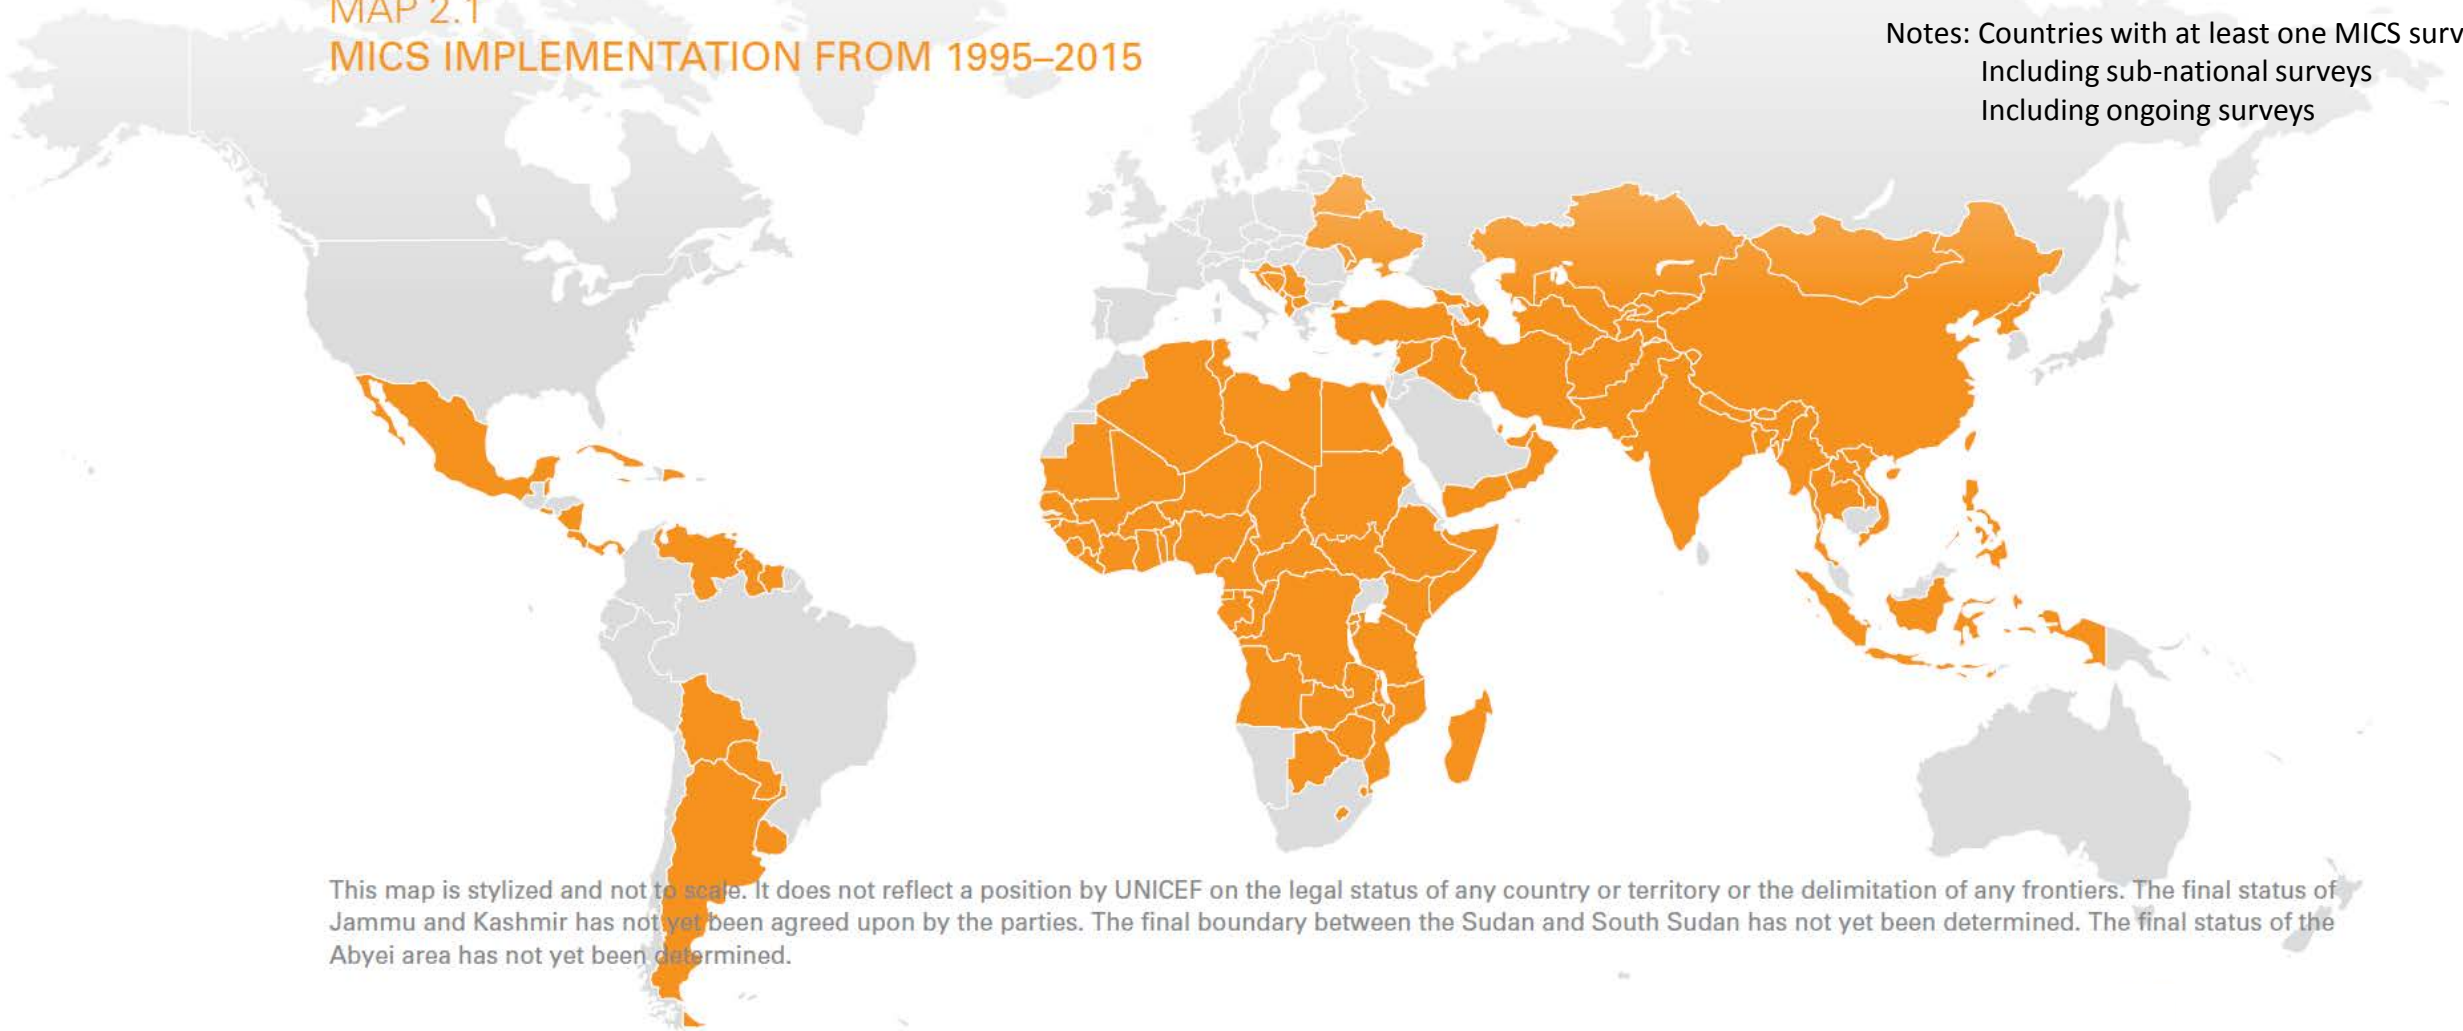 MAP 2.1
MICS IMPLEMENTATION FROM 1995–2015
Notes: Countries with at least one MICS surv
Including sub-national surveys
Including ongoing surveys
This map is stylized and not to scale. It does not reflect a position by UNICEF on the legal status of any country or territory or the delimitation of any frontiers. The final status of
Jammu and Kashmir has not yet been agreed upon by the parties. The final boundary between the Sudan and South Sudan has not yet been determined. The final status of the
Abyei area has not yet been determined.